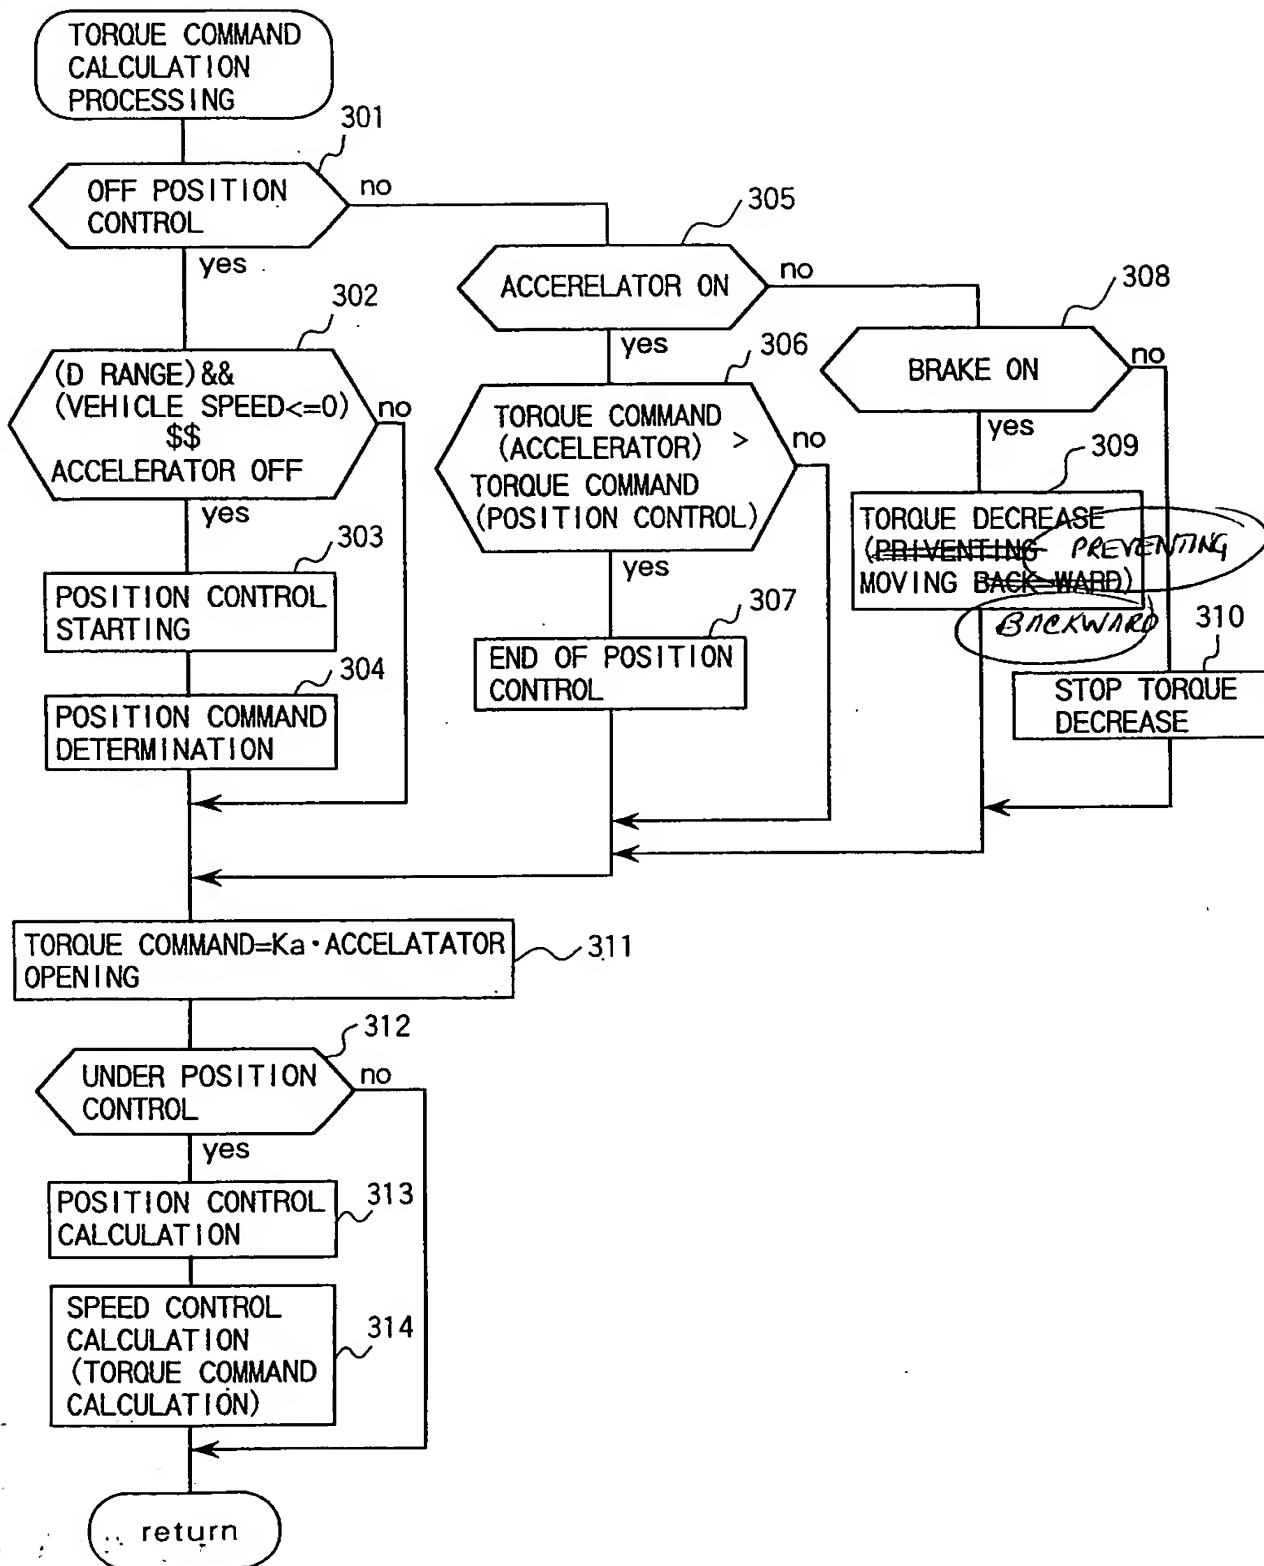 TORQUE COMMAND
CALCULATION
PROCESSING
301
OFF POSITION
CONTROL
no
yes
302
(D RANGE)&&
(VEHICLE SPEED<=0)
$$
ACCELERATOR OFF
no
yes
303
POSITION CONTROL
STARTING
304
POSITION COMMAND
DETERMINATION
305
ACCERELATOR ON
no
yes
306
TORQUE COMMAND
(ACCELERATOR) >
TORQUE COMMAND
(POSITION CONTROL)
no
yes
307
END OF POSITION
CONTROL
308
BRAKE ON
no
yes
309
TORQUE DECREASE
(PRIVENTING PREVENTING
MOVING BACK-WARD)
BACKWARD
310
STOP TORQUE
DECREASE
TORQUE COMMAND=Ka·ACCELATATOR
OPENING
311
312
UNDER POSITION
CONTROL
no
yes
POSITION CONTROL
CALCULATION
313
SPEED CONTROL
CALCULATION
(TORQUE COMMAND
CALCULATION)
314
return